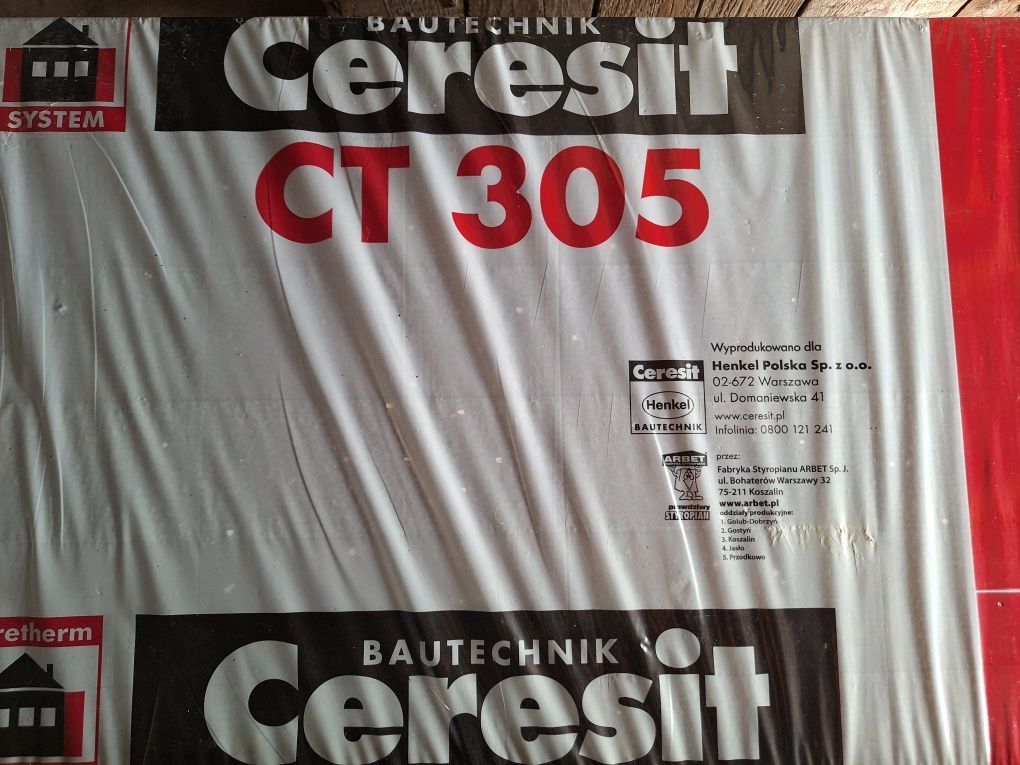 SYSTEM
BAUTECHNIK
Ceresit
CT 305
Wyprodukowano dla
Henkel Polska Sp. z o.o.
02-672 Warszawa
ul. Domaniewska 41
www.ceresit.pl
Infolinia: 0800 121 241
Ceresit
Henkel
BAUTECHNIK
ARBET
prawdziwy
STYROPIAN
przez:
Fabryka Styropianu ARBET Sp. J.
ul. Bohaterów Warszawy 32
75-211 Koszalin
www.arbet.pl
oddziały produkcyjne:
1. Golub-Dobrzyń
2. Gostyń
3. Koszalin
4. Jasło
5. Przodkowo
retherm
BAUTECHNIK
Ceresit